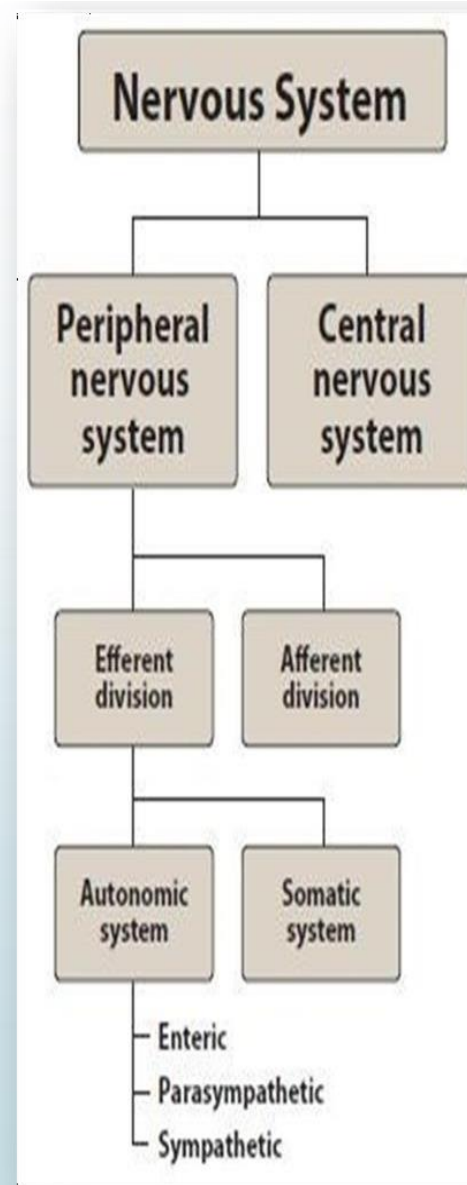 Nervous System
Peripheral
nervous
system
Central
nervous
system
Efferent
division
Afferent
division
Autonomic
system
Somatic
system
Enteric
Parasympathetic
Sympathetic